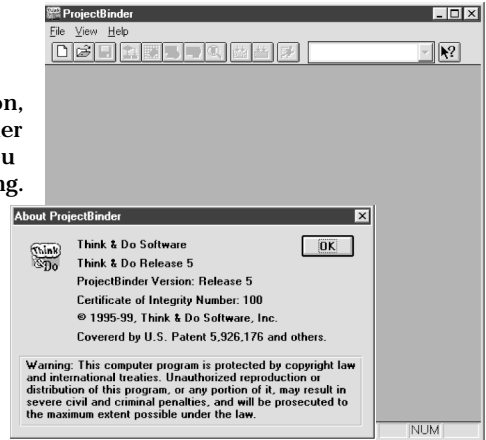 ProjectBinder
File View Help
on,
er
u
ng.
About ProjectBinder
Think
& Do
Think & Do Software
OK
Think & Do Release 5
ProjectBinder Version: Release 5
Certificate of Integrity Number: 100
© 1995-99, Think & Do Software, Inc.
Covererd by U.S. Patent 5,926,176 and others.
Warning: This computer program is protected by copyright law
and international treaties. Unauthorized reproduction or
distribution of this program, or any portion of it, may result in
severe civil and criminal penalties, and will be prosecuted to
the maximum extent possible under the law.
NUM